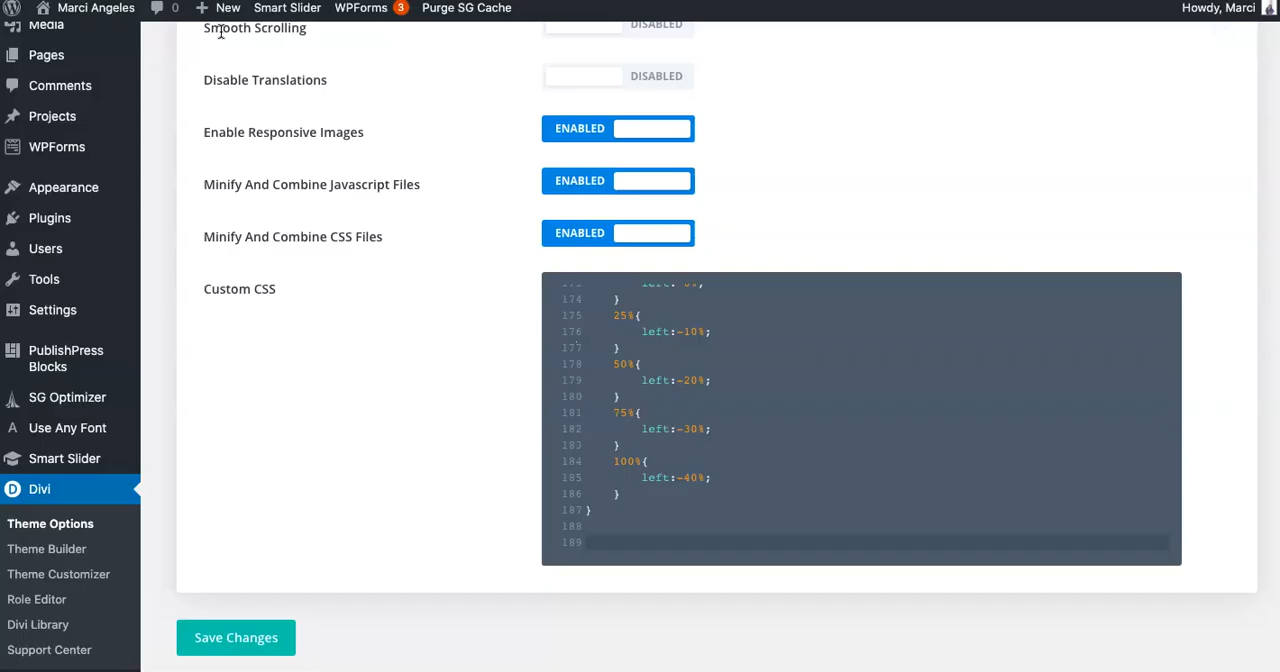 Marci Angeles 0 New Smart Slider WPForms 3 Purge SG Cache Howdy, Marci
Media
Pages
Comments
Projects
WPForms
Appearance
Plugins
Users
Tools
Settings
PublishPress
Blocks
SG Optimizer
Use Any Font
Smart Slider
Divi
Theme Options
Theme Builder
Theme Customizer
Role Editor
Divi Library
Support Center
Smooth Scrolling DISABLED
Disable Translations DISABLED
Enable Responsive Images ENABLED
Minify And Combine Javascript Files ENABLED
Minify And Combine CSS Files ENABLED
Custom CSS
174 }
175 25%{
176 left:-10%;
177 }
178 50%{
179 left:-20%;
180 }
181 75%{
182 left:-30%;
183 }
184 100%{
185 left:-40%;
186 }
187 }
188
189
Save Changes